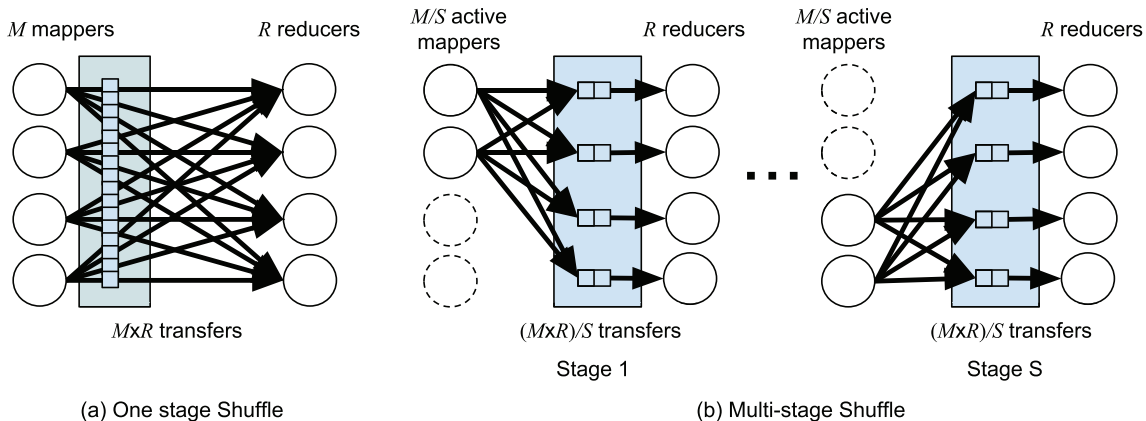 M mappers
R reducers
MxR transfers
(a) One stage Shuffle
M/S active
mappers
R reducers
(MxR)/S transfers
Stage 1
M/S active
mappers
R reducers
(MxR)/S transfers
Stage S
(b) Multi-stage Shuffle